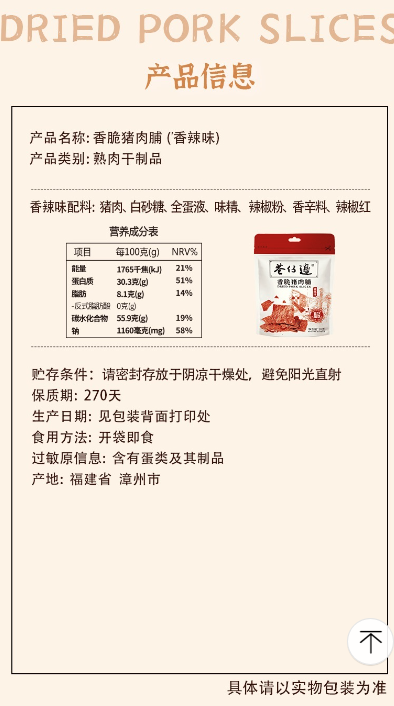 DRIED PORK SLICES
产品信息
产品名称: 香脆猪肉脯 (香辣味)
产品类别: 熟肉干制品
香辣味配料: 猪肉、白砂糖、全蛋液、味精、辣椒粉、香辛料、辣椒红
营养成分表
项目 每100克(g) NRV%
能量 1765千焦(kJ) 21%
蛋白质 30.3克(g) 51%
脂肪 8.1克(g) 14%
-反式脂肪酸 0克(g)
碳水化合物 55.9克(g) 19%
钠 1160毫克(mg) 58%
巷仔邊
香脆猪肉脯
DRIED PORK SLICES
贮存条件: 请密封存放于阴凉干燥处, 避免阳光直射
保质期: 270天
生产日期: 见包装背面打印处
食用方法: 开袋即食
过敏原信息: 含有蛋类及其制品
产地: 福建省 漳州市
具体请以实物包装为准